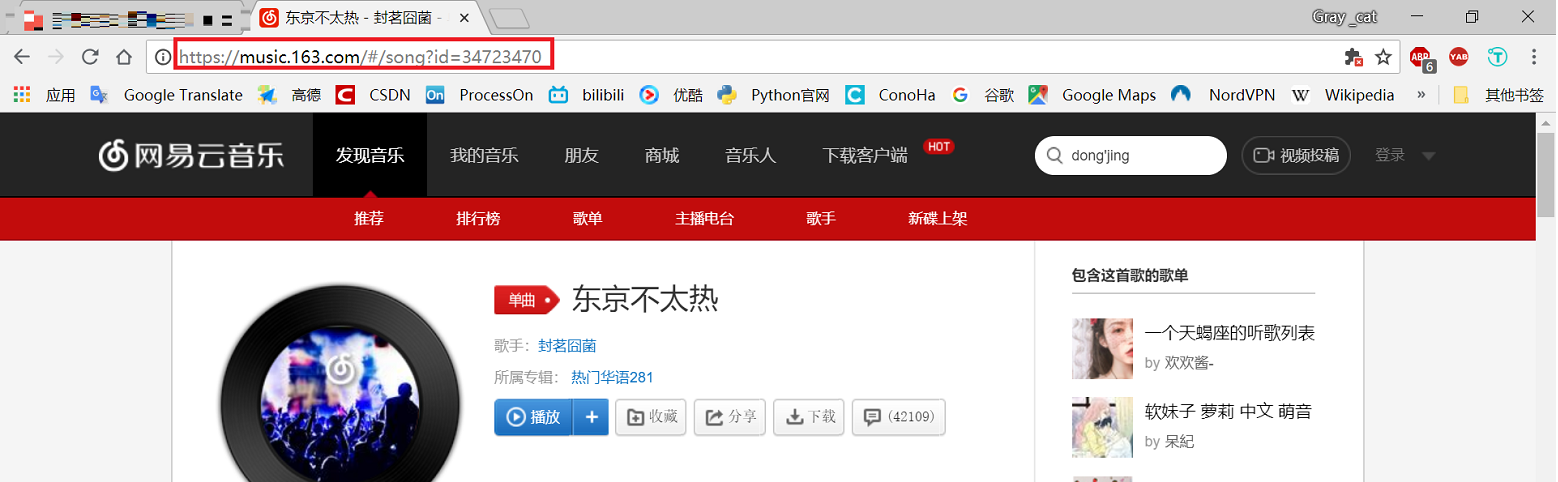 东京不太热 - 封茗囧菌 -
Gray_cat
https://music.163.com/#/song?id=34723470
ABP 6 YAB T
应用 Google Translate 高德 C CSDN On ProcessOn bilibili 优酷 Python官网 C ConoHa G 谷歌 Google Maps NordVPN W Wikipedia » 其他书签
网易云音乐 发现音乐 我的音乐 朋友 商城 音乐人 下载客户端 HOT dong'jing 视频投稿 登录
推荐 排行榜 歌单 主播电台 歌手 新碟上架
单曲 东京不太热
歌手：封茗囧菌
所属专辑：热门华语281
播放 + 收藏 分享 下载 (42109)
包含这首歌的歌单
一个天蝎座的听歌列表
by 欢欢酱-
软妹子 萝莉 中文 萌音
by 呆紀